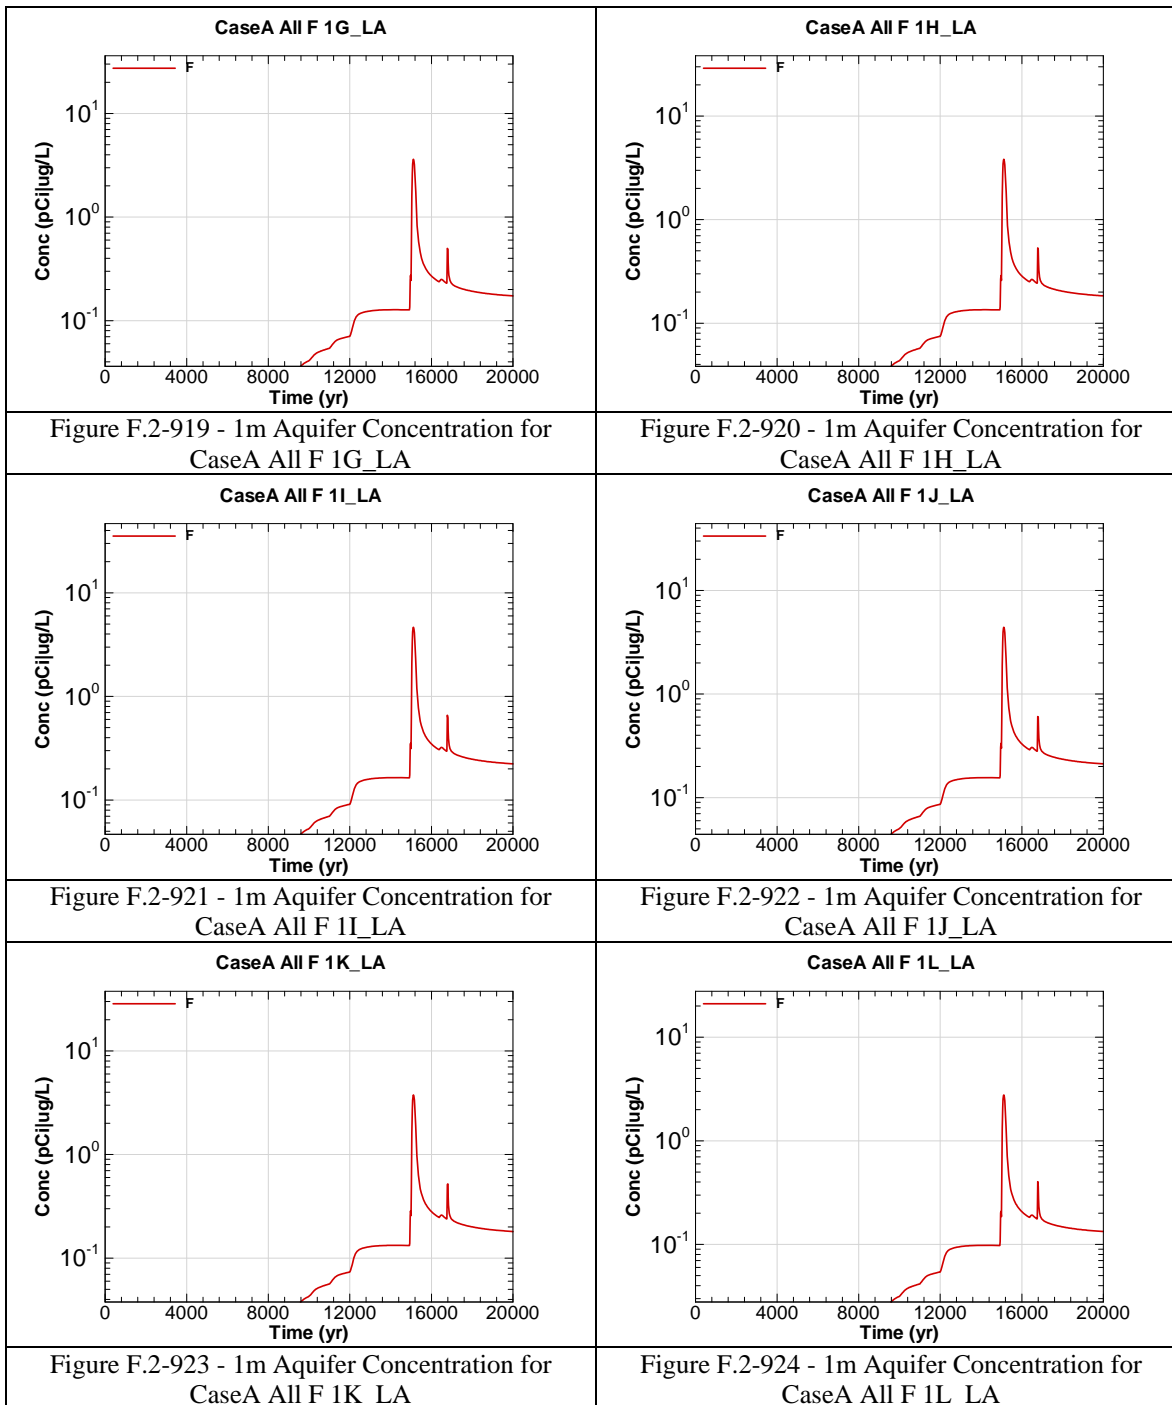 CaseA All F 1G_LA
F
10^1
10^0
10^-1
Conc (pCi|ug/L)
0 4000 8000 12000 16000 20000
Time (yr)
Figure F.2-919 - 1m Aquifer Concentration for
CaseA All F 1G_LA
CaseA All F 1H_LA
F
10^1
10^0
10^-1
Conc (pCi|ug/L)
0 4000 8000 12000 16000 20000
Time (yr)
Figure F.2-920 - 1m Aquifer Concentration for
CaseA All F 1H_LA
CaseA All F 1I_LA
F
10^1
10^0
10^-1
Conc (pCi|ug/L)
0 4000 8000 12000 16000 20000
Time (yr)
Figure F.2-921 - 1m Aquifer Concentration for
CaseA All F 1I_LA
CaseA All F 1J_LA
F
10^1
10^0
10^-1
Conc (pCi|ug/L)
0 4000 8000 12000 16000 20000
Time (yr)
Figure F.2-922 - 1m Aquifer Concentration for
CaseA All F 1J_LA
CaseA All F 1K_LA
F
10^1
10^0
10^-1
Conc (pCi|ug/L)
0 4000 8000 12000 16000 20000
Time (yr)
Figure F.2-923 - 1m Aquifer Concentration for
CaseA All F 1K_LA
CaseA All F 1L_LA
F
10^1
10^0
10^-1
Conc (pCi|ug/L)
0 4000 8000 12000 16000 20000
Time (yr)
Figure F.2-924 - 1m Aquifer Concentration for
CaseA All F 1L_LA